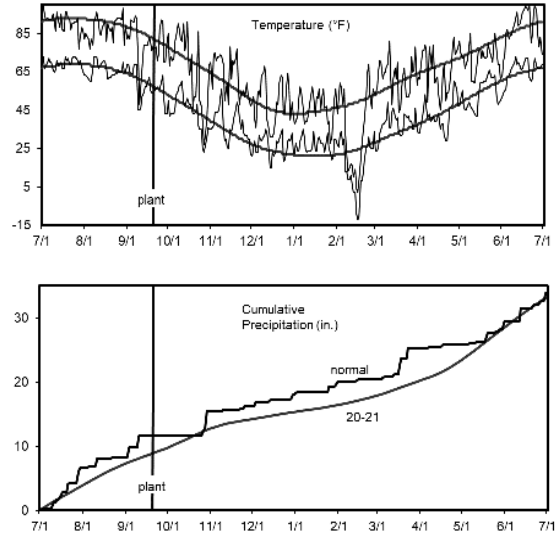 Temperature (°F)
85
65
45
25
5
-15
plant
7/1 8/1 9/1 10/1 11/1 12/1 1/1 2/1 3/1 4/1 5/1 6/1 7/1
Cumulative
Precipitation (in.)
30
20
10
0
normal
20-21
plant
7/1 8/1 9/1 10/1 11/1 12/1 1/1 2/1 3/1 4/1 5/1 6/1 7/1